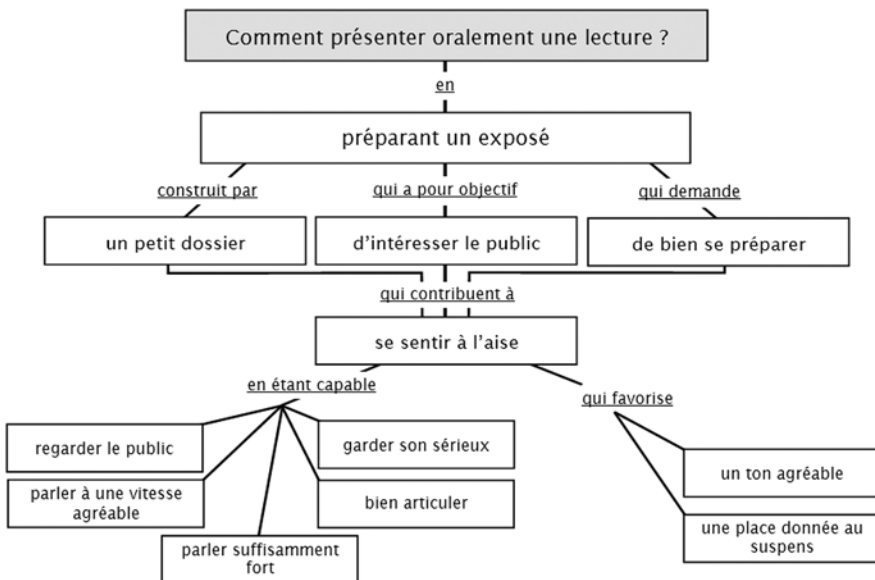 Comment présenter oralement une lecture ?
en
préparant un exposé
construit par
qui a pour objectif
qui demande
un petit dossier
d'intéresser le public
de bien se préparer
qui contribuent à
se sentir à l'aise
en étant capable
qui favorise
regarder le public
garder son sérieux
parler à une vitesse
agréable
bien articuler
parler suffisamment
fort
un ton agréable
une place donnée au
suspens